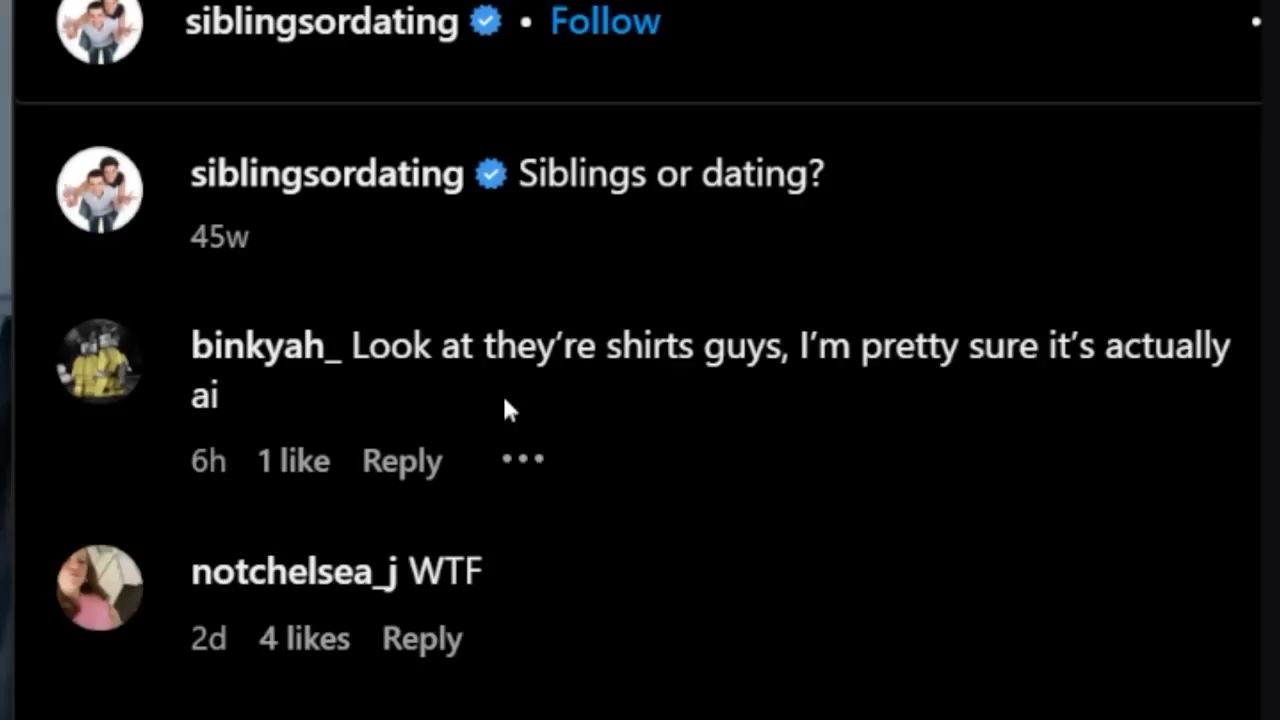 siblingsordating • Follow
siblingsordating Siblings or dating?
45w
binkyah_ Look at they’re shirts guys, I’m pretty sure it’s actually
ai
6h 1 like Reply •••
notchelsea_j WTF
2d 4 likes Reply